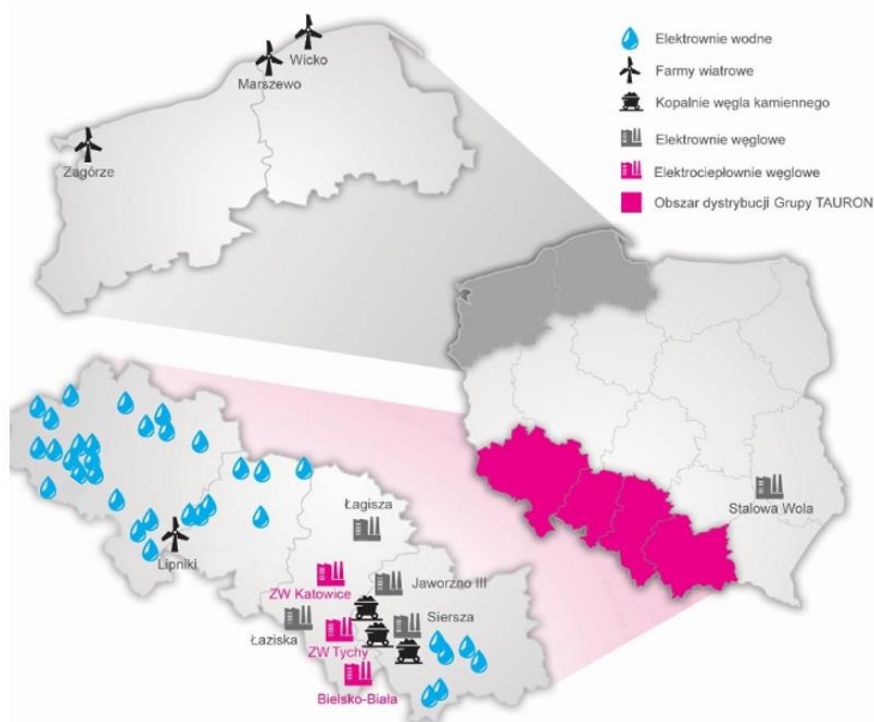 Wicko
Marszewo
Zagórze
Elektrownie wodne
Farmy wiatrowe
Kopalnie węgla kamiennego
Elektrownie węglowe
Elektrociepłownie węglowe
Obszar dystrybucji Grupy TAURON
Stalowa Wola
Łagisza
Lipniki
ZW Katowice
Jaworzno III
Łaziska
Siersza
ZW Tychy
Bielsko-Biała